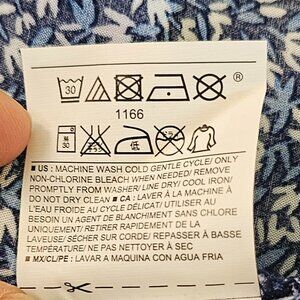 30
®
1166
30
■ US : MACHINE WASH COLD GENTLE CYCLE/ ONLY
NON-CHLORINE BLEACH WHEN NEEDED/ REMOVE
PROMPTLY FROM WASHER/ LINE DRY/ COOL IRON/
DO NOT DRY CLEAN ■ CA : LAVER À LA MACHINE À
L'EAU FROIDE AU CYCLE DÉLICAT/ UTILISER AU
BESOIN UN AGENT DE BLANCHIMENT SANS CHLORE
UNIQUEMENT/ RETIRER RAPIDEMENT DE LA
LAVEUSE/ SÉCHER SUR CORDE/ REPASSER À BASSE
TEMPÉRATURE/ NE PAS NETTOYER À SEC
■ MX/CL/PE : LAVAR A MAQUINA CON AGUA FRIA